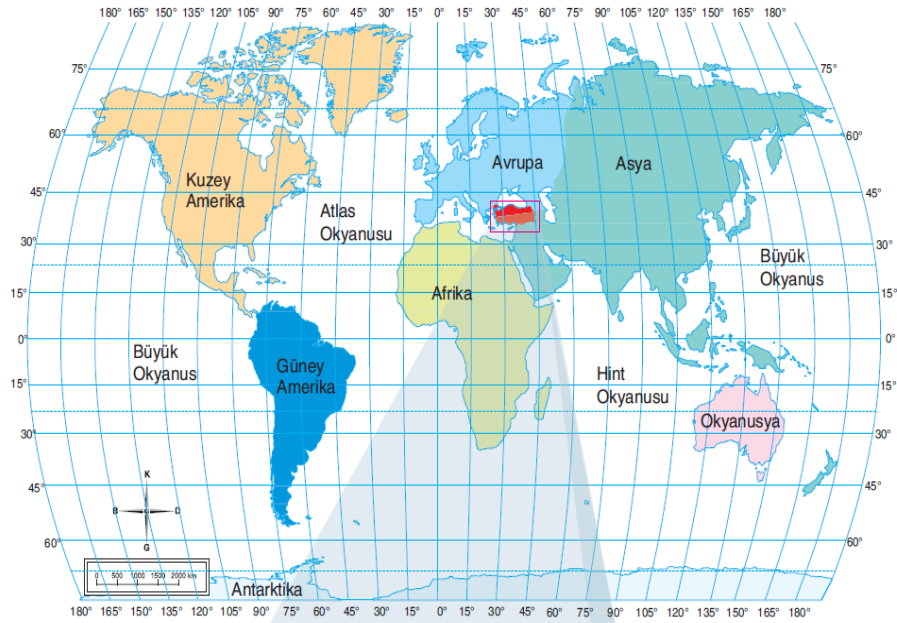 180° 165° 150° 135° 120° 105° 90° 75° 60° 45° 30° 15° 0° 15° 30° 45° 60° 75° 90° 105° 120° 135° 150° 165° 180°
75° 75°
60° 60°
Avrupa Asya
Kuzey
Amerika
45° 45°
Atlas
Okyanusu
30° 30°
Büyük
Okyanus
15° Afrika 15°
0° 0°
Büyük
Okyanus
Güney
Amerika
Hint
Okyanusu
15° 15°
Okyanusya
30° 30°
K
45° 45°
B D
G
60° 60°
0 500 1000 1500 2000 km
Antarktika
180° 165° 150° 135° 120° 105° 90° 75° 60° 45° 30° 15° 0° 15° 30° 45° 60° 75° 90° 105° 120° 135° 150° 165° 180°